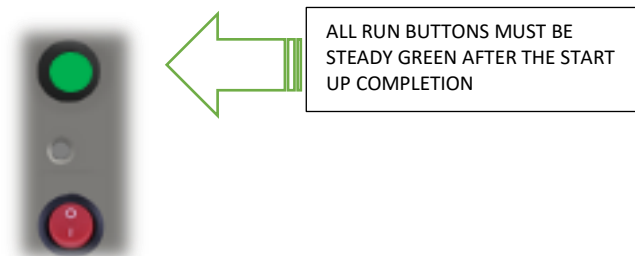 ALL RUN BUTTONS MUST BE
STEADY GREEN AFTER THE START
UP COMPLETION
O
I